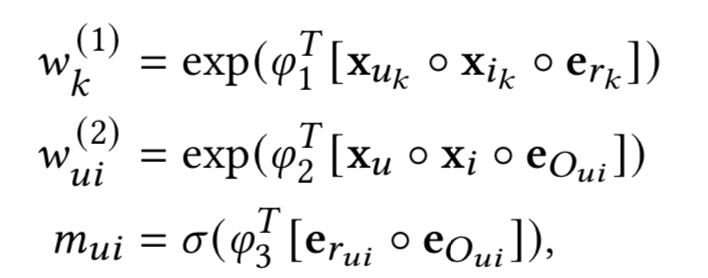 w_k^{(1)} = exp(φ_1^T [x_{u_k} ∘ x_{i_k} ∘ e_{r_k}])
w_{ui}^{(2)} = exp(φ_2^T [x_u ∘ x_i ∘ e_{O_{ui}}])
m_{ui} = σ(φ_3^T [e_{r_{ui}} ∘ e_{O_{ui}}]),